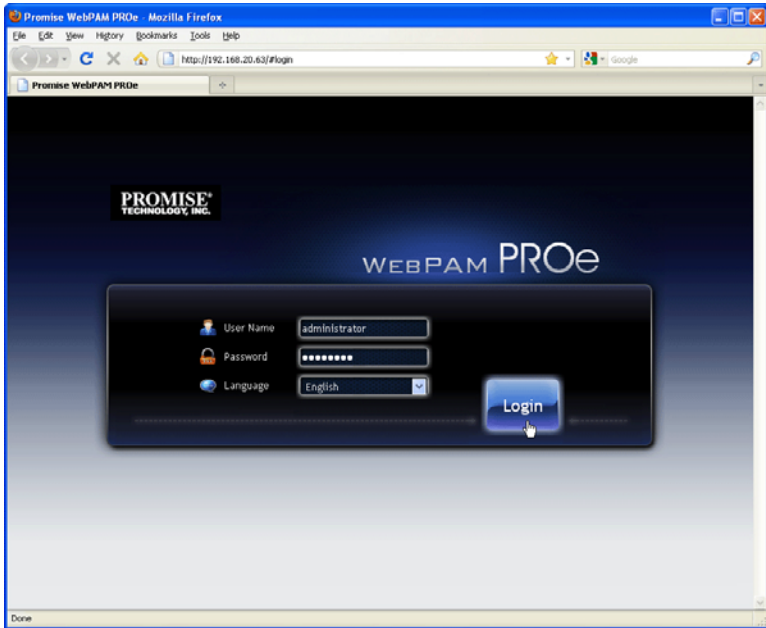 Promise WebPAM PROe - Mozilla Firefox
File Edit View History Bookmarks Tools Help
http://192.168.20.63/#login
Google
Promise WebPAM PROe
PROMISE®
TECHNOLOGY, INC.
WEBPAM PROe
User Name
administrator
Password
••••••••
Language
English
Login
Done